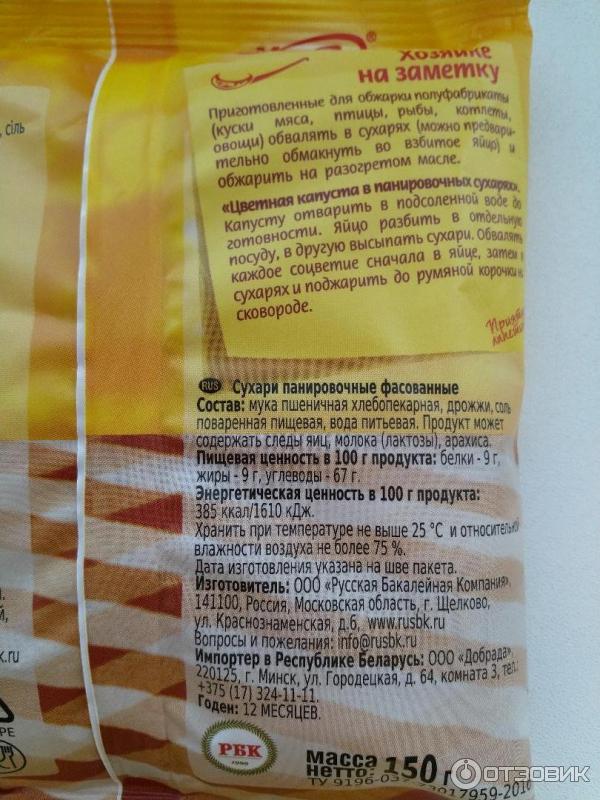 Хозяйке
на заметку
Приготовленные для обжарки полуфабрикаты
(куски мяса, птицы, рыбы, котлеты,
овощи) обвалять в сухарях (можно предвари-
тельно обмакнуть во взбитое яйцо) и
обжарить на разогретом масле.
«Цветная капуста в панировочных сухарях».
Капусту отварить в подсоленной воде до
готовности. Яйцо разбить в отдельную
посуду, в другую высыпать сухари. Обвалять
каждое соцветие сначала в яйце, затем в
сухарях и поджарить до румяной корочки на
сковороде.
, сіль
RUS Сухари панировочные фасованные
Состав: мука пшеничная хлебопекарная, дрожжи, соль
поваренная пищевая, вода питьевая. Продукт может
содержать следы яиц, молока (лактозы), арахиса.
Пищевая ценность в 100 г продукта: белки - 9 г,
жиры - 9 г, углеводы - 67 г.
Энергетическая ценность в 100 г продукта:
385 ккал/1610 кДж.
Хранить при температуре не выше 25 °C и относительной
влажности воздуха не более 75 %.
Дата изготовления указана на шве пакета.
Изготовитель: ООО «Русская Бакалейная Компания»,
141100, Россия, Московская область, г. Щелково,
ул. Краснознаменская, д.6, www.rusbk.ru
Вопросы и пожелания: info@rusbk.ru
Импортер в Республике Беларусь: ООО «Добрада»,
220125, г. Минск, ул. Городецкая, д. 64, комната 3, тел.:
+375 (17) 324-11-11.
Годен: 12 МЕСЯЦЕВ.
РБК
масса
нетто: 150 г
k.ru
PE
ОТЗОВИК